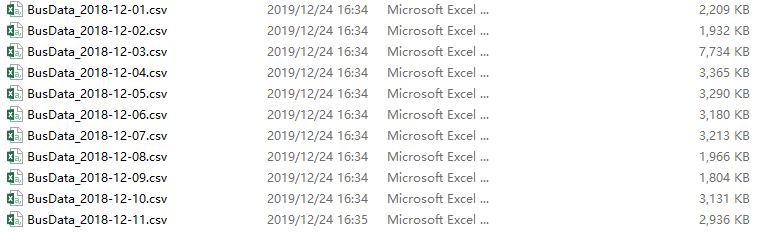 BusData_2018-12-01.csv 2019/12/24 16:34 Microsoft Excel ... 2,209 KB
BusData_2018-12-02.csv 2019/12/24 16:34 Microsoft Excel ... 1,932 KB
BusData_2018-12-03.csv 2019/12/24 16:34 Microsoft Excel ... 7,734 KB
BusData_2018-12-04.csv 2019/12/24 16:34 Microsoft Excel ... 3,365 KB
BusData_2018-12-05.csv 2019/12/24 16:34 Microsoft Excel ... 3,290 KB
BusData_2018-12-06.csv 2019/12/24 16:34 Microsoft Excel ... 3,180 KB
BusData_2018-12-07.csv 2019/12/24 16:34 Microsoft Excel ... 3,213 KB
BusData_2018-12-08.csv 2019/12/24 16:34 Microsoft Excel ... 1,966 KB
BusData_2018-12-09.csv 2019/12/24 16:34 Microsoft Excel ... 1,804 KB
BusData_2018-12-10.csv 2019/12/24 16:34 Microsoft Excel ... 3,131 KB
BusData_2018-12-11.csv 2019/12/24 16:35 Microsoft Excel ... 2,936 KB